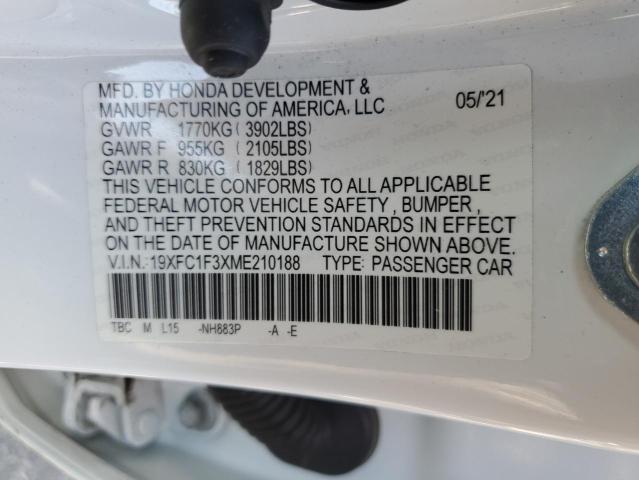 MFD. BY HONDA DEVELOPMENT &
MANUFACTURING OF AMERICA, LLC 05/'21
GVWR 1770KG ( 3902LBS)
GAWR F 955KG ( 2105LBS)
GAWR R 830KG ( 1829LBS)
THIS VEHICLE CONFORMS TO ALL APPLICABLE
FEDERAL MOTOR VEHICLE SAFETY , BUMPER ,
AND THEFT PREVENTION STANDARDS IN EFFECT
ON THE DATE OF MANUFACTURE SHOWN ABOVE.
V.I.N.:19XFC1F3XME210188 TYPE: PASSENGER CAR
TBC M L15 -NH883P -A -E